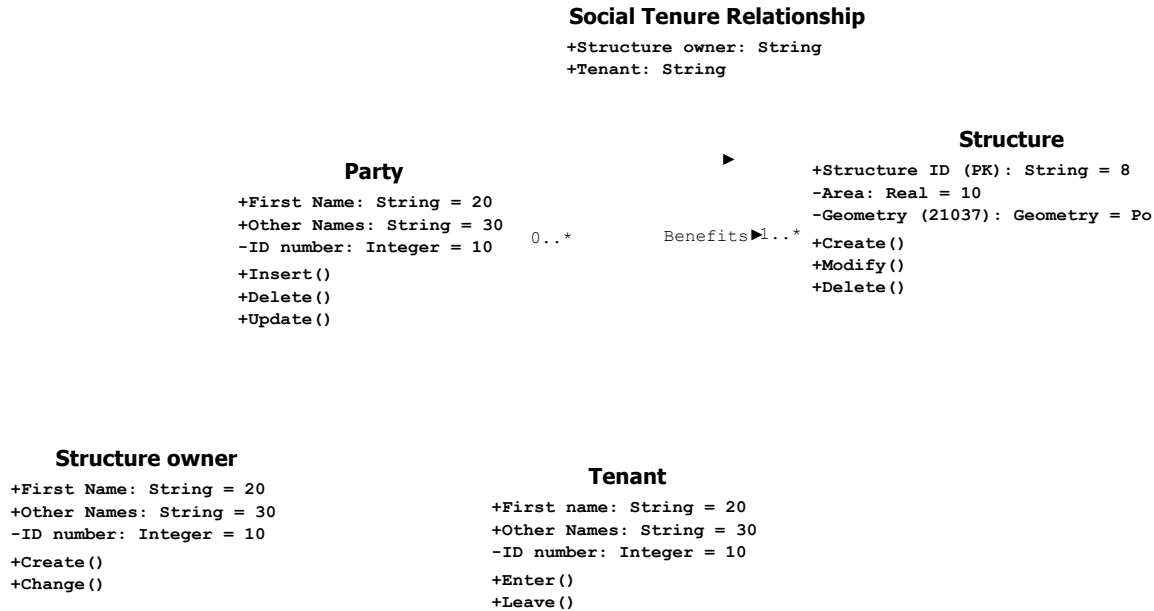 Social Tenure Relationship
+Structure owner: String
+Tenant: String
Structure
+Structure ID (PK): String = 8
-Area: Real = 10
-Geometry (21037): Geometry = Po
+Create()
+Modify()
+Delete()
Party
+First Name: String = 20
+Other Names: String = 30
-ID number: Integer = 10
+Insert()
+Delete()
+Update()
0..*
Benefits
1..*
Structure owner
+First Name: String = 20
+Other Names: String = 30
-ID number: Integer = 10
+Create()
+Change()
Tenant
+First name: String = 20
+Other Names: String = 30
-ID number: Integer = 10
+Enter()
+Leave()